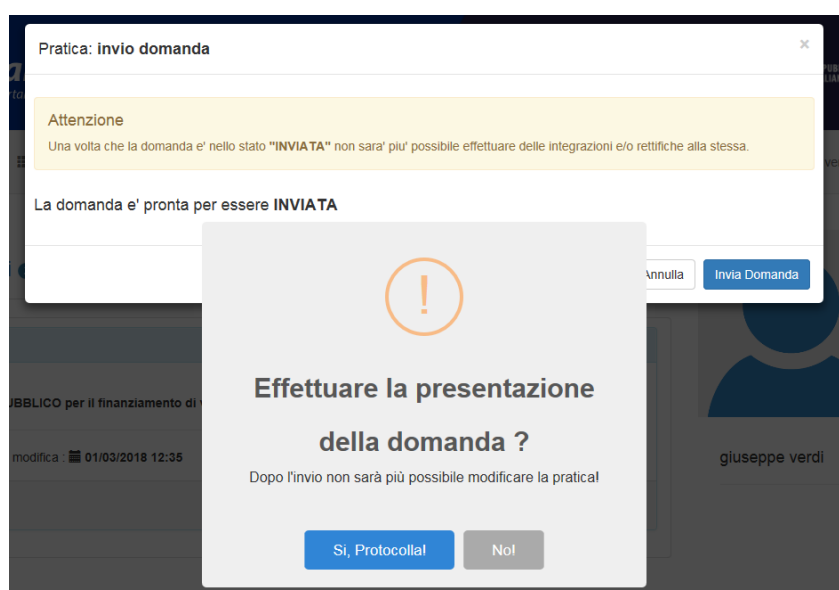 Pratica: invio domanda
×
Attenzione
Una volta che la domanda e' nello stato "INVIATA" non sara' piu' possibile effettuare delle integrazioni e/o rettifiche alla stessa.
La domanda e' pronta per essere INVIATA
Annulla
Invia Domanda
!
Effettuare la presentazione
della domanda ?
per il finanziamento di
Dopo l'invio non sarà più possibile modificare la pratica!
modifica : 01/03/2018 12:35
giuseppe verdi
Si, Protocolla!
No!